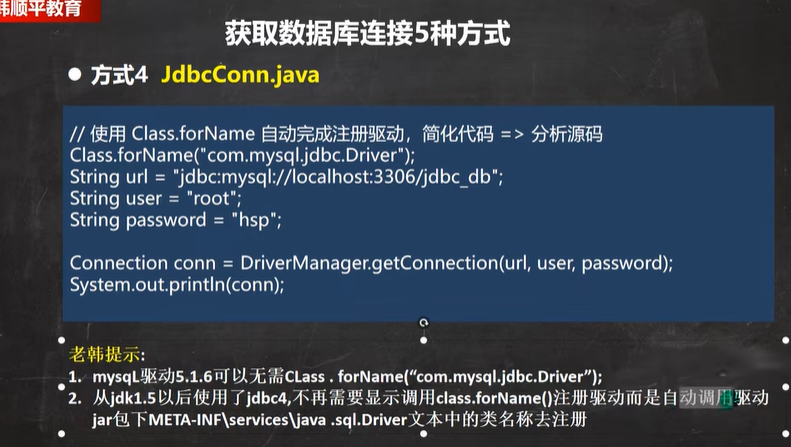 韩顺平教育
获取数据库连接5种方式
● 方式4 JdbcConn.java
// 使用 Class.forName 自动完成注册驱动，简化代码 => 分析源码
Class.forName("com.mysql.jdbc.Driver");
String url = "jdbc:mysql://localhost:3306/jdbc_db";
String user = "root";
String password = "hsp";
Connection conn = DriverManager.getConnection(url, user, password);
System.out.println(conn);
老韩提示:
1. mysqL驱动5.1.6可以无需CLass . forName(“com.mysql.jdbc.Driver”);
2. 从jdk1.5以后使用了jdbc4,不再需要显示调用class.forName()注册驱动而是自动调用驱动
jar包下META-INF\services\java .sql.Driver文本中的类名称去注册